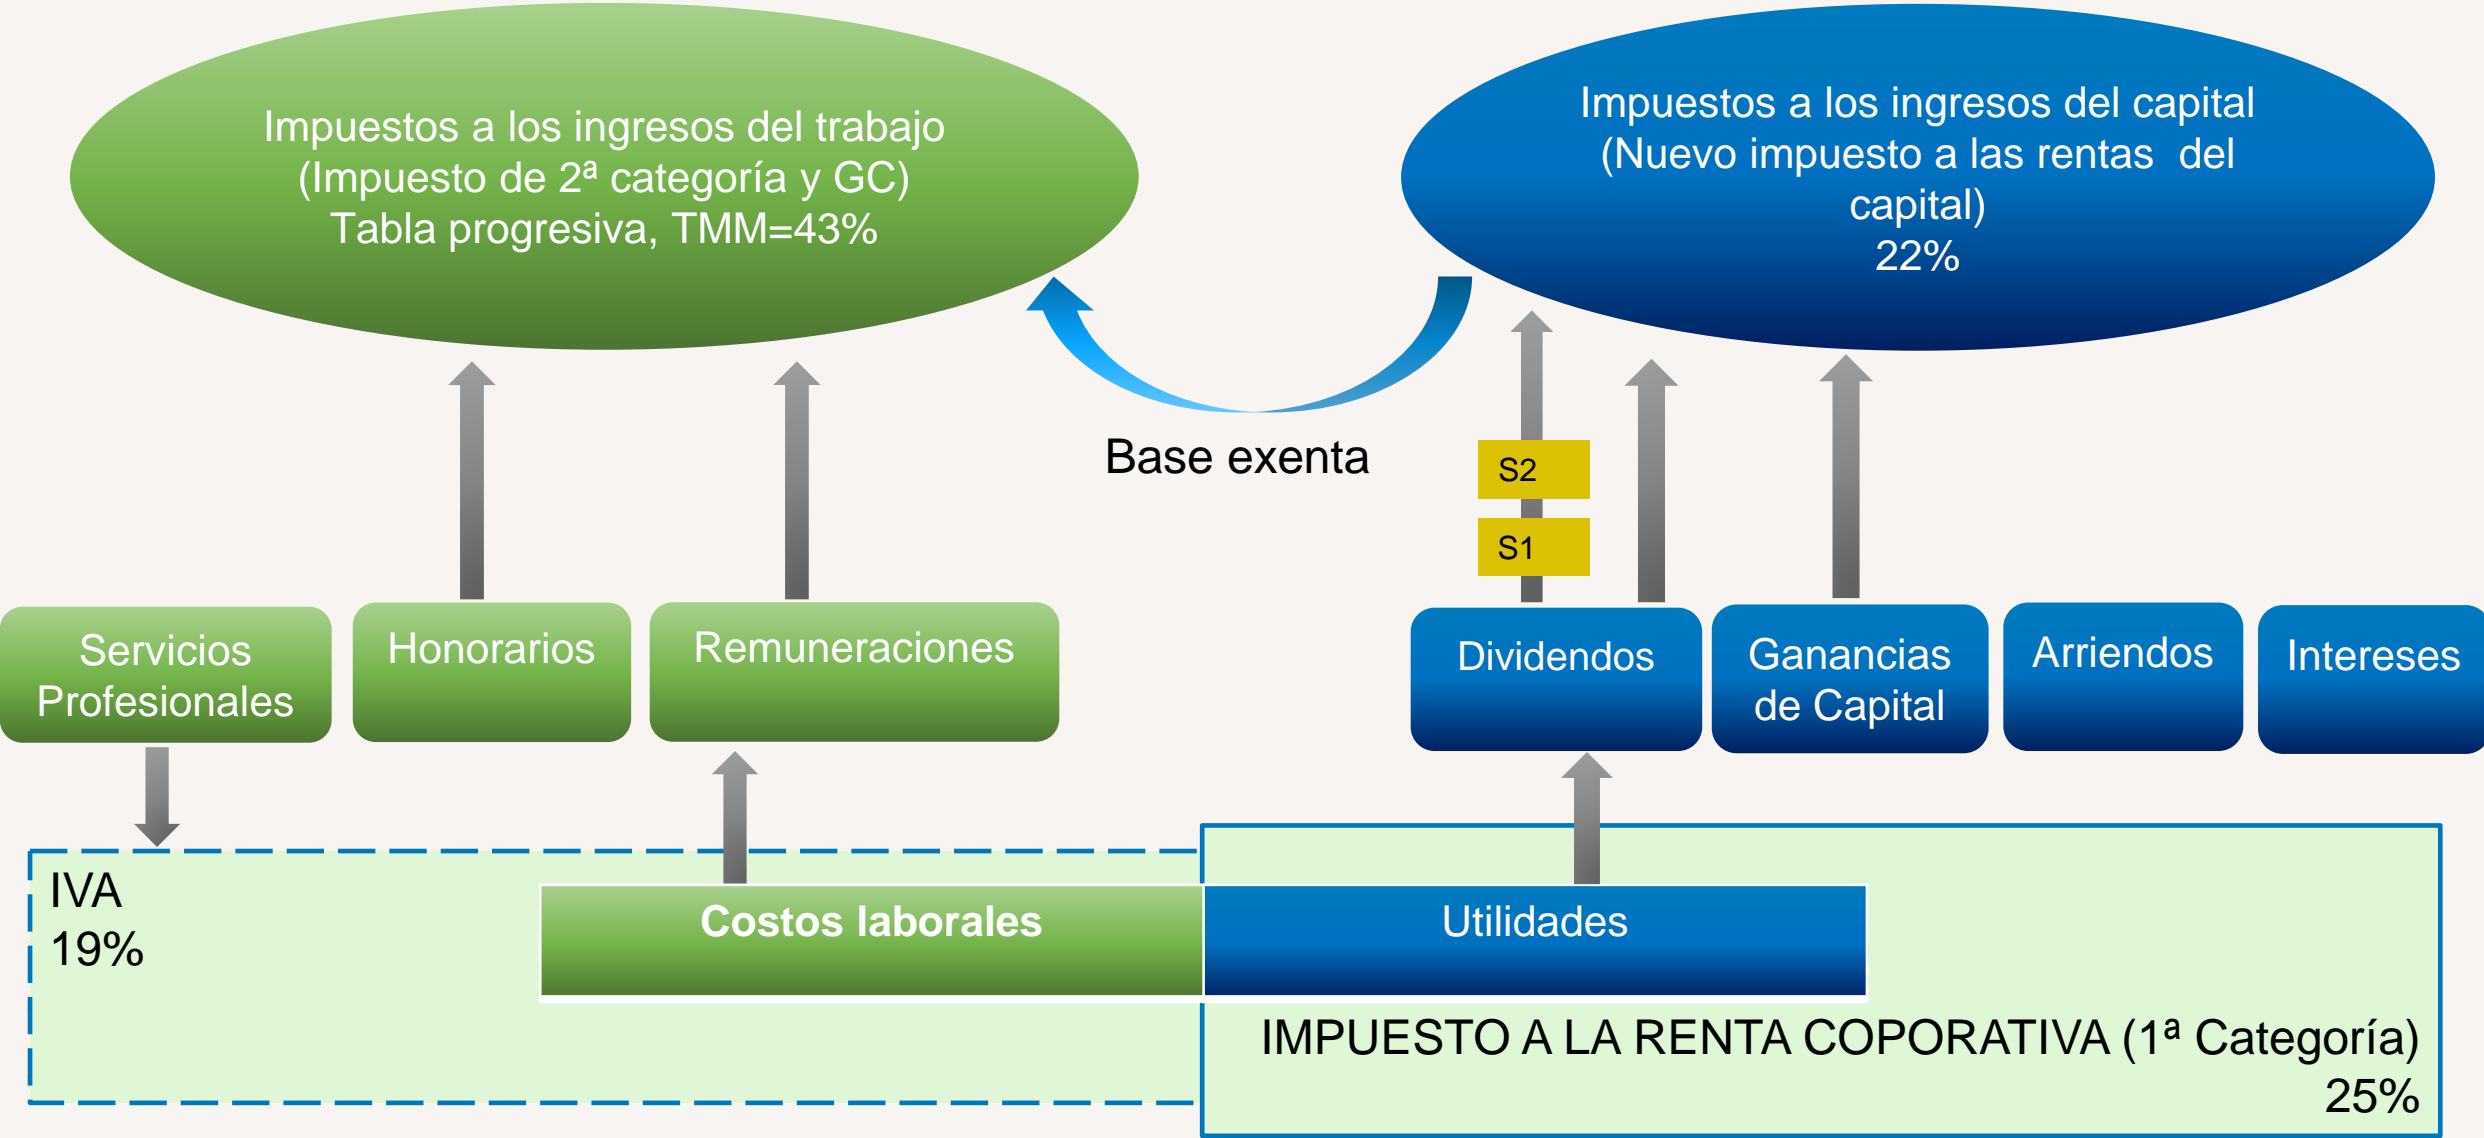 Impuestos a los ingresos del trabajo
(Impuesto de 2ª categoría y GC)
Tabla progresiva, TMM=43%
Impuestos a los ingresos del capital
(Nuevo impuesto a las rentas  del
capital)
22%
Base exenta
S2
S1
Servicios
Profesionales
Honorarios
Remuneraciones
Dividendos
Ganancias
de Capital
Arriendos
Intereses
IVA
19%
Costos laborales
Utilidades
IMPUESTO A LA RENTA COPORATIVA (1ª Categoría)
25%